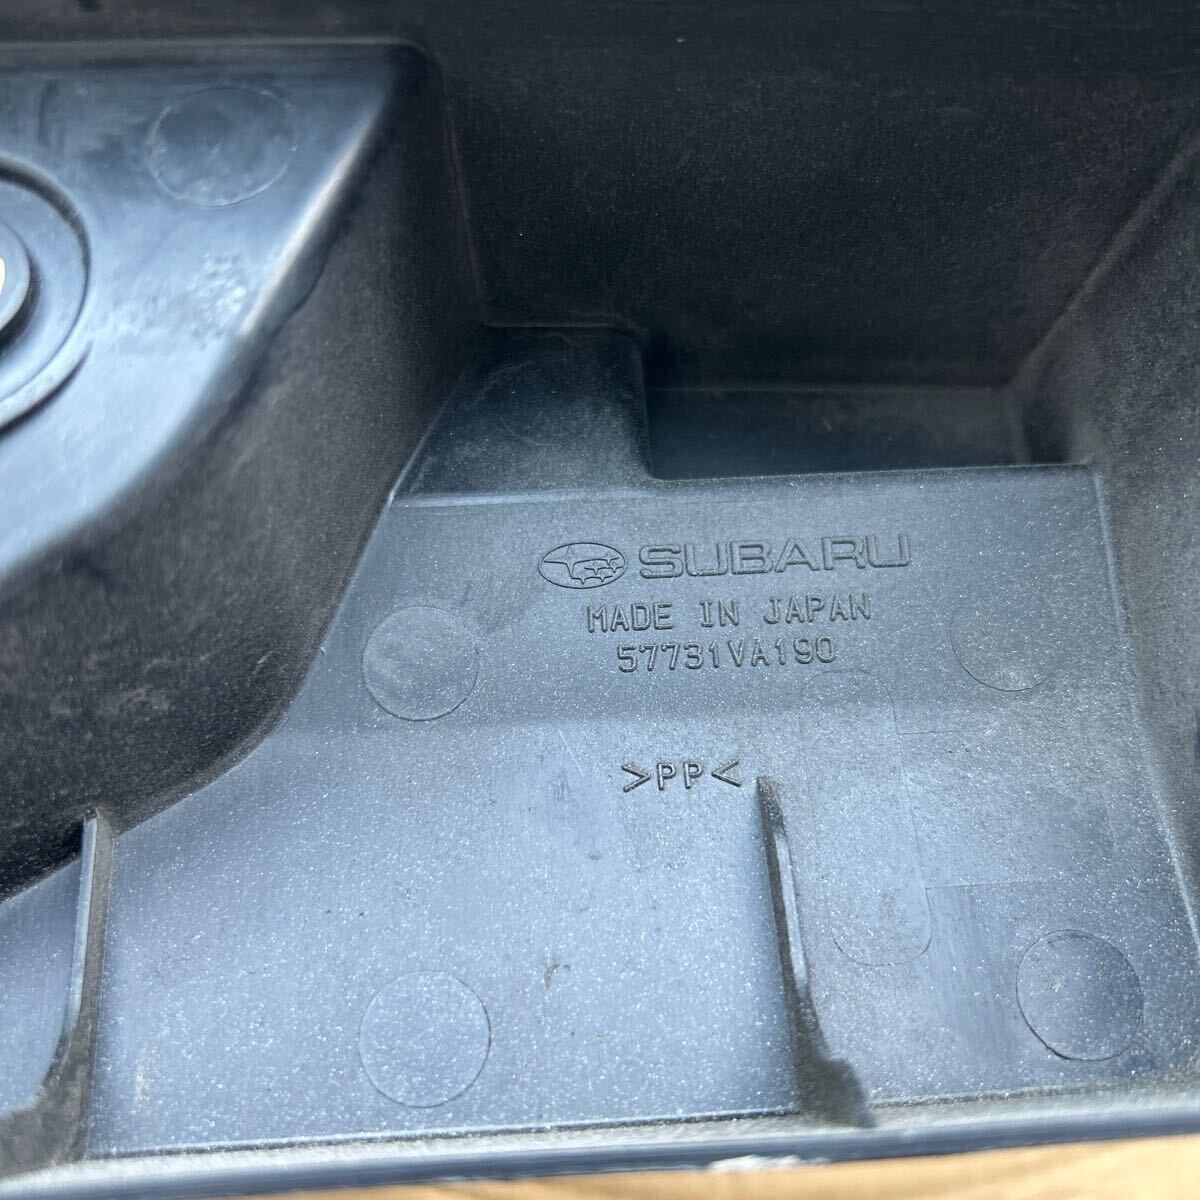 SUBARU
MADE IN JAPAN
57731VA190
>PP<